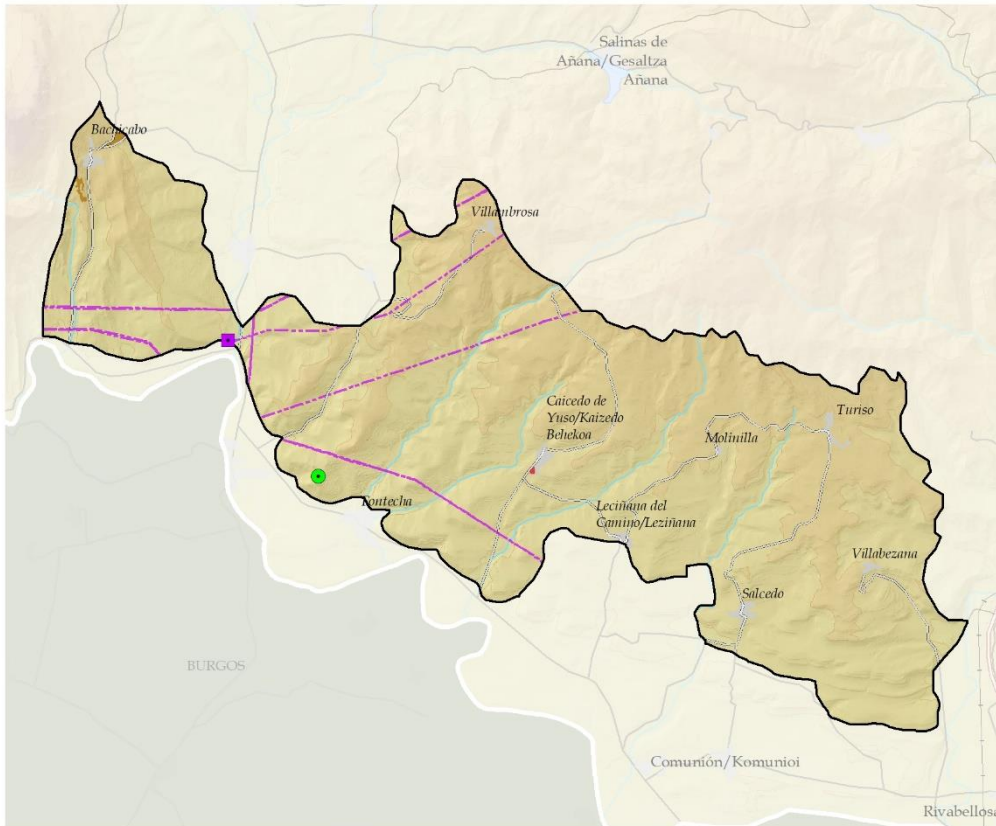 Salinas de
Añana/Gesaltza
Añana
Bachicabo
Villambrosa
Caicedo de
Yuso/Kaizedo
Behekoa
Turiso
Molinilla
Fontecha
Leciñana del
Camino/Leziñana
Villabezana
Salcedo
BURGOS
Comunión/Komunioi
Rivabellosa